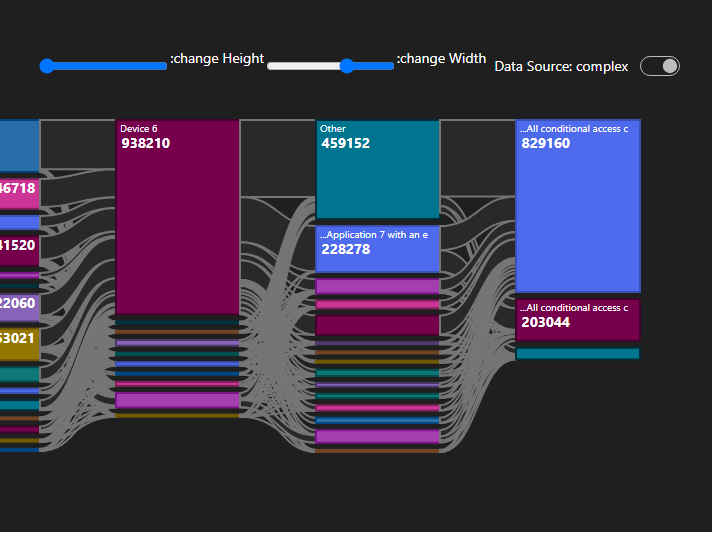 :change Height
:change Width
Data Source: complex
46718
41520
22060
53021
Device 6
938210
Other
459152
...Application 7 with an e
228278
...All conditional access c
829160
...All conditional access c
203044